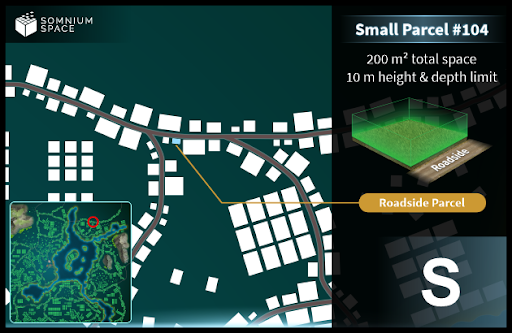 SOMNIUM
SPACE
Small Parcel #104
200 m² total space
10 m height & depth limit
Roadside
Roadside Parcel
S